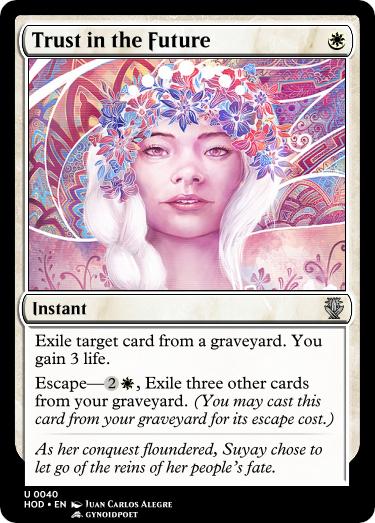 Trust in the Future
Instant
Exile target card from a graveyard. You
gain 3 life.
Escape—2, Exile three other cards
from your graveyard. (You may cast this
card from your graveyard for its escape cost.)
As her conquest floundered, Suyay chose to
let go of the reins of her people's fate.
U 0040
HOD • EN Juan Carlos Alegre
gynoidpoet